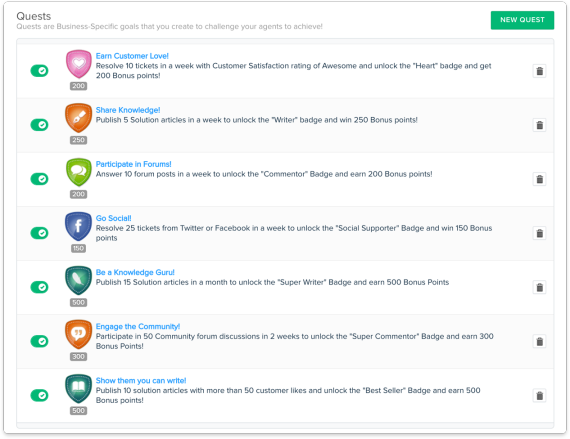 Quests
Quests are Business-Specific goals that you create to challenge your agents to achieve!
NEW QUEST
Earn Customer Love!
Resolve 10 tickets in a week with Customer Satisfaction rating of Awesome and unlock the "Heart" badge and get
200 Bonus points!
200
Share Knowledge!
Publish 5 Solution articles in a week to unlock the "Writer" badge and win 250 Bonus points!
250
Participate in Forums!
Answer 10 forum posts in a week to unlock the "Commentor" Badge and earn 200 Bonus points!
200
Go Social!
Resolve 25 tickets from Twitter or Facebook in a week to unlock the "Social Supporter" Badge and win 150 Bonus
points
f
150
Be a Knowledge Guru!
Publish 15 Solution articles in a month to unlock the "Super Writer" Badge and earn 500 Bonus Points
500
Engage the Community!
Participate in 50 Community forum discussions in 2 weeks to unlock the "Super Commentor" Badge and earn 300
Bonus Points!
300
Show them you can write!
Publish 10 solution articles with more than 50 customer likes and unlock the "Best Seller" Badge and earn 500
Bonus points!
500